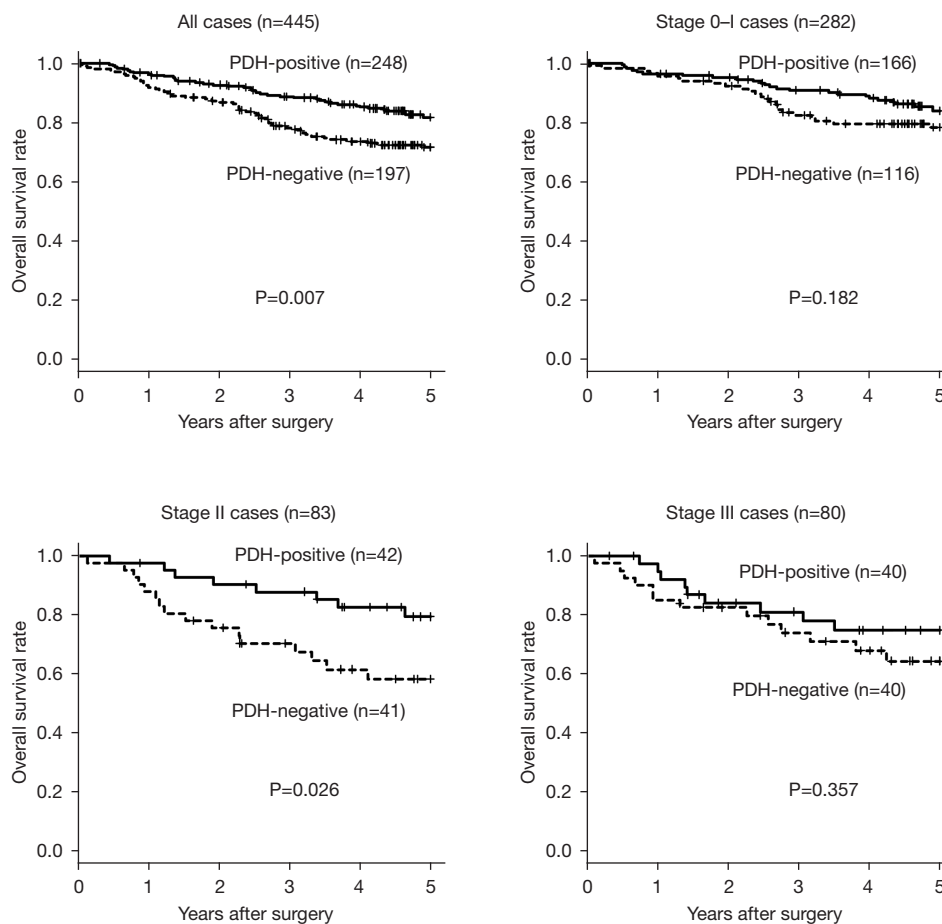 All cases (n=445)
PDH-positive (n=248)
PDH-negative (n=197)
P=0.007
Overall survival rate
1.0
0.8
0.6
0.4
0.2
0.0
0 1 2 3 4 5
Years after surgery
Stage 0–I cases (n=282)
PDH-positive (n=166)
PDH-negative (n=116)
P=0.182
Overall survival rate
1.0
0.8
0.6
0.4
0.2
0.0
0 1 2 3 4 5
Years after surgery
Stage II cases (n=83)
PDH-positive (n=42)
PDH-negative (n=41)
P=0.026
Overall survival rate
1.0
0.8
0.6
0.4
0.2
0.0
0 1 2 3 4 5
Years after surgery
Stage III cases (n=80)
PDH-positive (n=40)
PDH-negative (n=40)
P=0.357
Overall survival rate
1.0
0.8
0.6
0.4
0.2
0.0
0 1 2 3 4 5
Years after surgery